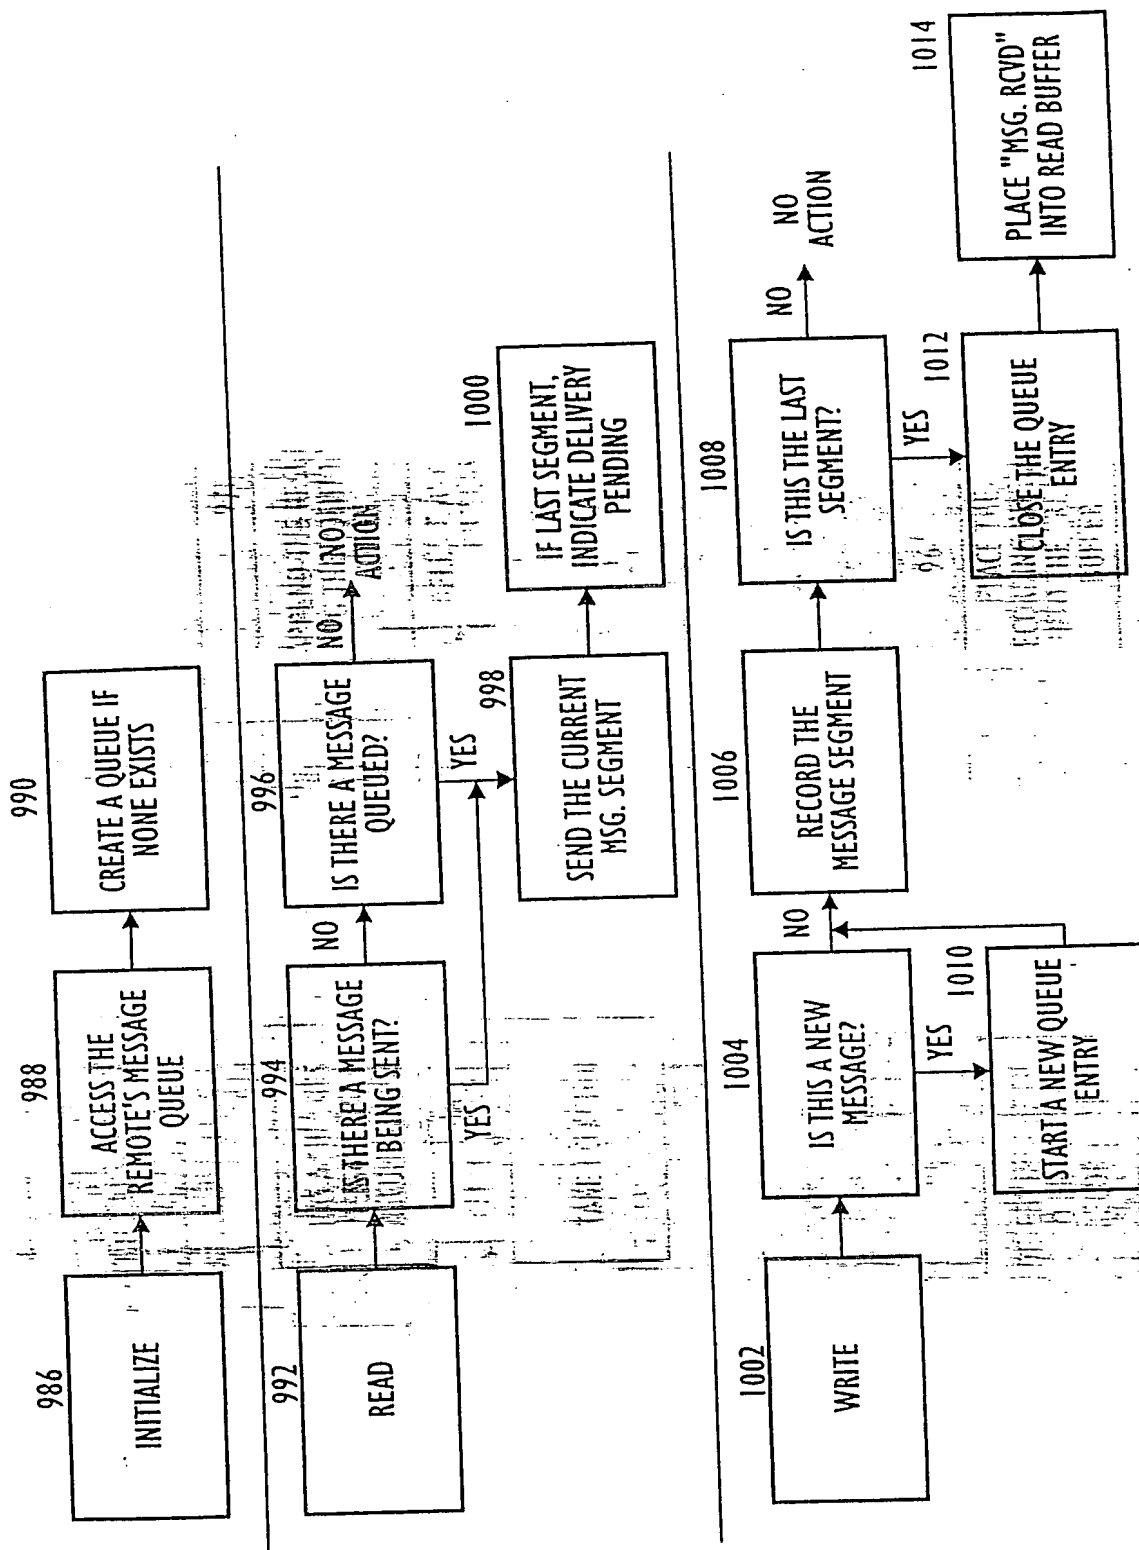 986
INITIALIZE
988
ACCESS THE
REMOTE'S MESSAGE
QUEUE
990
CREATE A QUEUE IF
NONE EXISTS
992
READ
994
IS THERE A MESSAGE
BEING SENT?
NO
YES
996
IS THERE A MESSAGE
QUEUED?
NO
NO
ACTION
YES
998
SEND THE CURRENT
MSG. SEGMENT
1000
IF LAST SEGMENT,
INDICATE DELIVERY
PENDING
1002
WRITE
1004
IS THIS A NEW
MESSAGE?
NO
YES
1010
START A NEW QUEUE
ENTRY
1006
RECORD THE
MESSAGE SEGMENT
1008
IS THIS THE LAST
SEGMENT?
NO
NO
ACTION
YES
1012
CLOSE THE QUEUE
ENTRY
1014
PLACE "MSG. RCVD"
INTO READ BUFFER